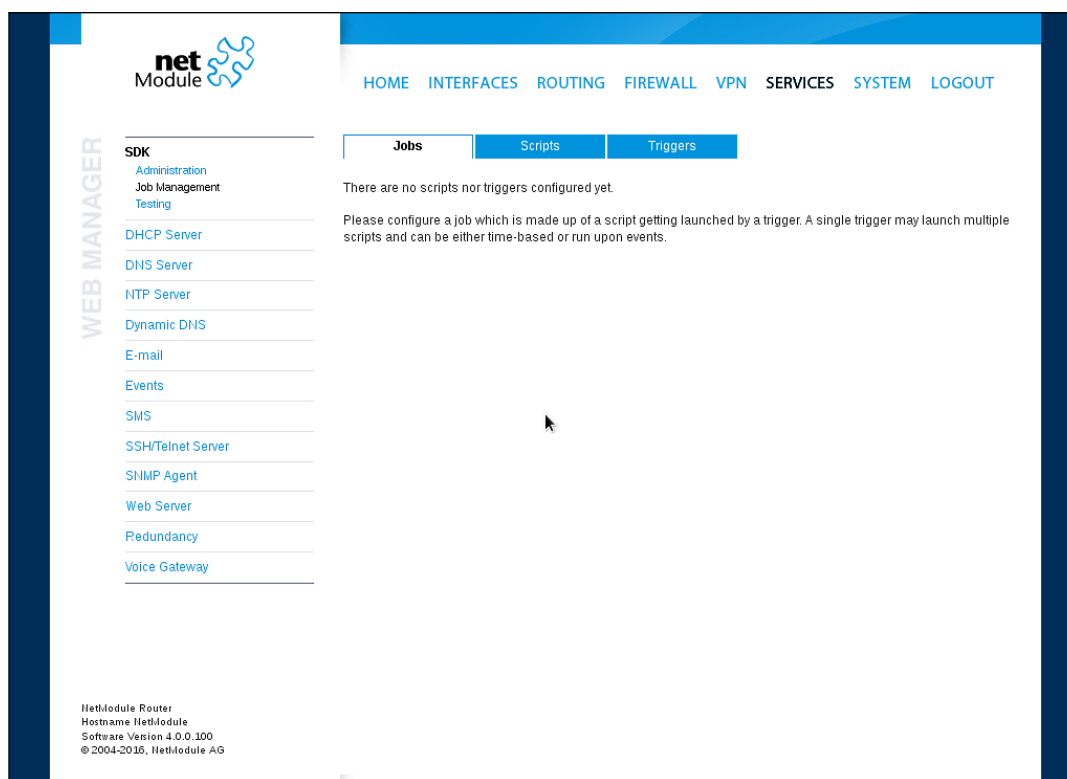 net
Module
HOME INTERFACES ROUTING FIREWALL VPN SERVICES SYSTEM LOGOUT
WEB MANAGER
SDK
Administration
Job Management
Testing
DHCP Server
DNS Server
NTP Server
Dynamic DNS
E-mail
Events
SMS
SSH/Telnet Server
SNMP Agent
Web Server
Redundancy
Voice Gateway
Jobs Scripts Triggers
There are no scripts nor triggers configured yet.
Please configure a job which is made up of a script getting launched by a trigger. A single trigger may launch multiple
scripts and can be either time-based or run upon events.
NetModule Router
Hostname NetModule
Software Version 4.0.0.100
© 2004-2016, NetModule AG